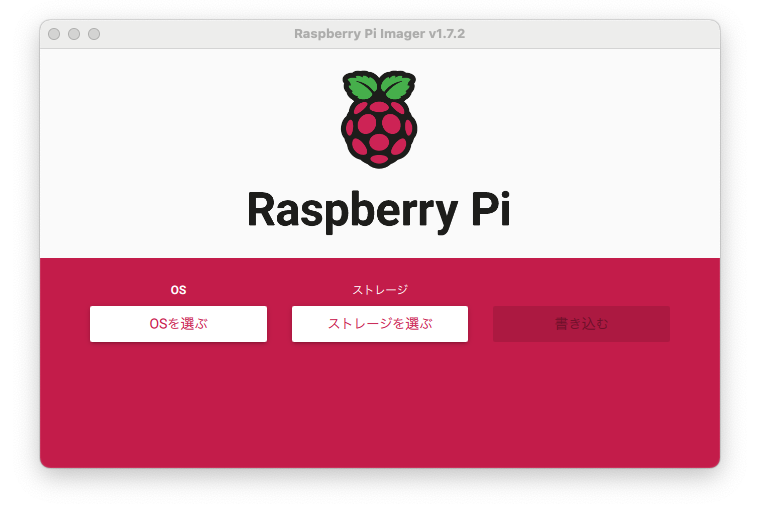 Raspberry Pi Imager v1.7.2
Raspberry Pi
OS
ストレージ
OSを選ぶ
ストレージを選ぶ
書き込む